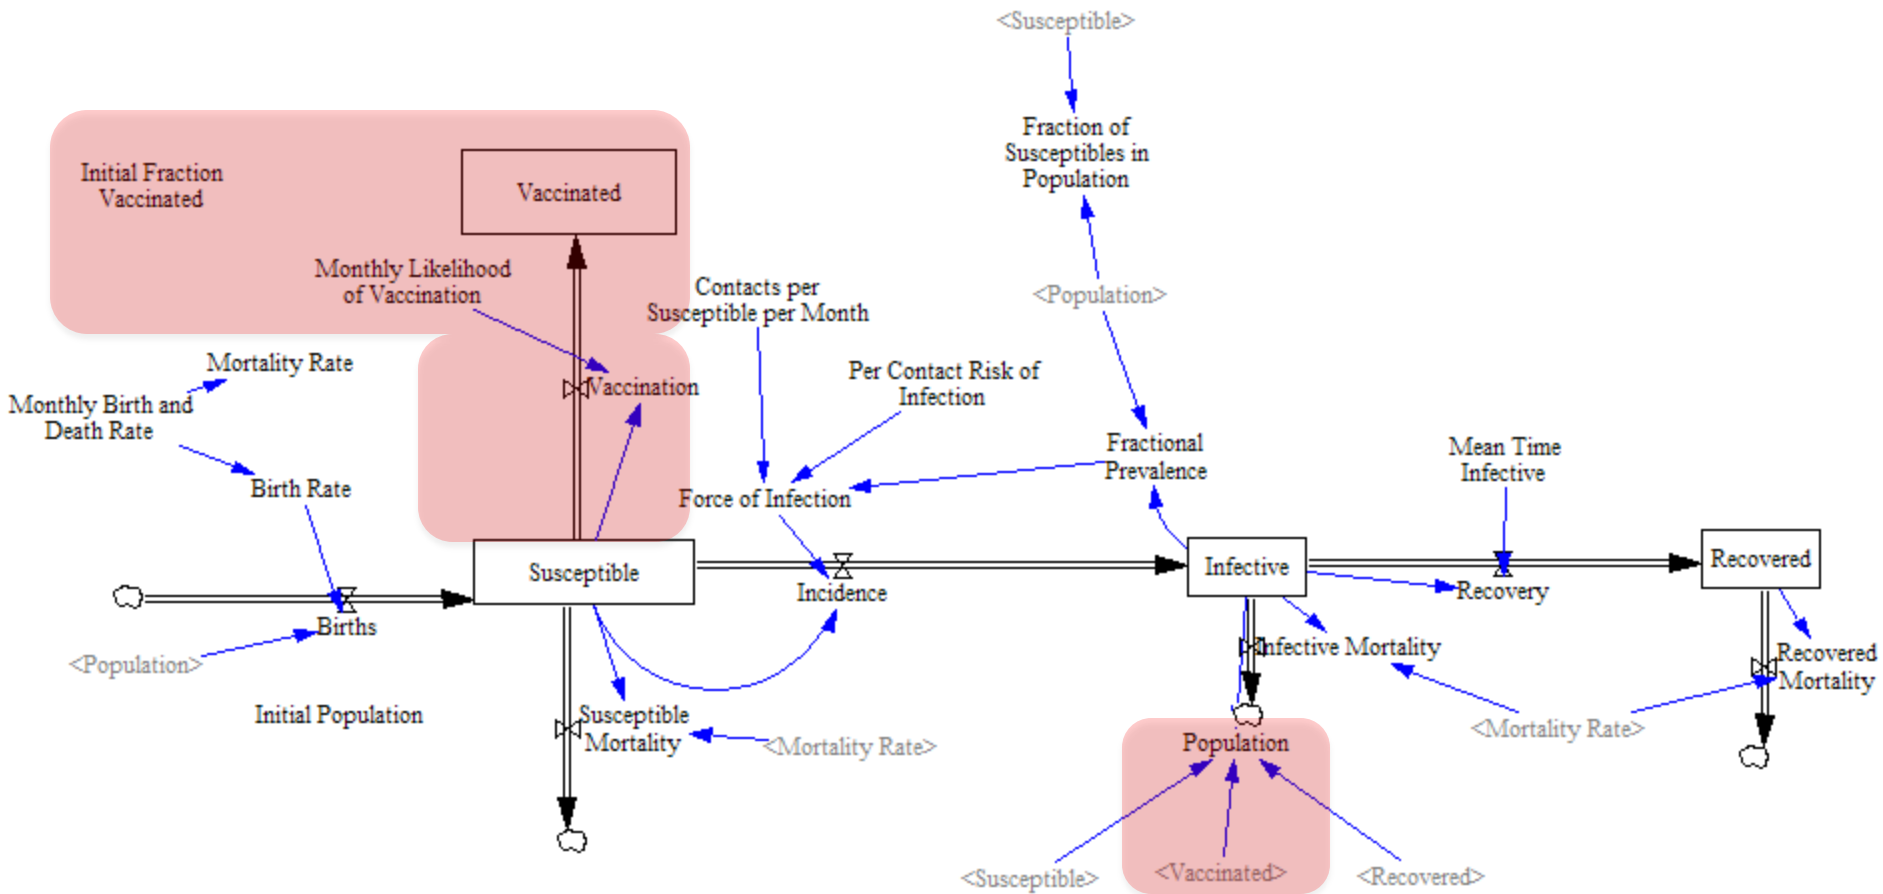 <Susceptible>
Fraction of
Susceptibles in
Population
Initial Fraction
Vaccinated
Vaccinated
Monthly Likelihood
of Vaccination
Contacts per
Susceptible per Month
<Population>
Mortality Rate
Vaccination
Per Contact Risk of
Infection
Monthly Birth and
Death Rate
Fractional
Prevalence
Mean Time
Infective
Birth Rate
Force of Infection
Susceptible
Incidence
Infective
Recovery
Recovered
Births
<Population>
Infective Mortality
Recovered
Mortality
Initial Population
Susceptible
Mortality
<Mortality Rate>
<Mortality Rate>
Population
<Susceptible>
<Vaccinated>
<Recovered>